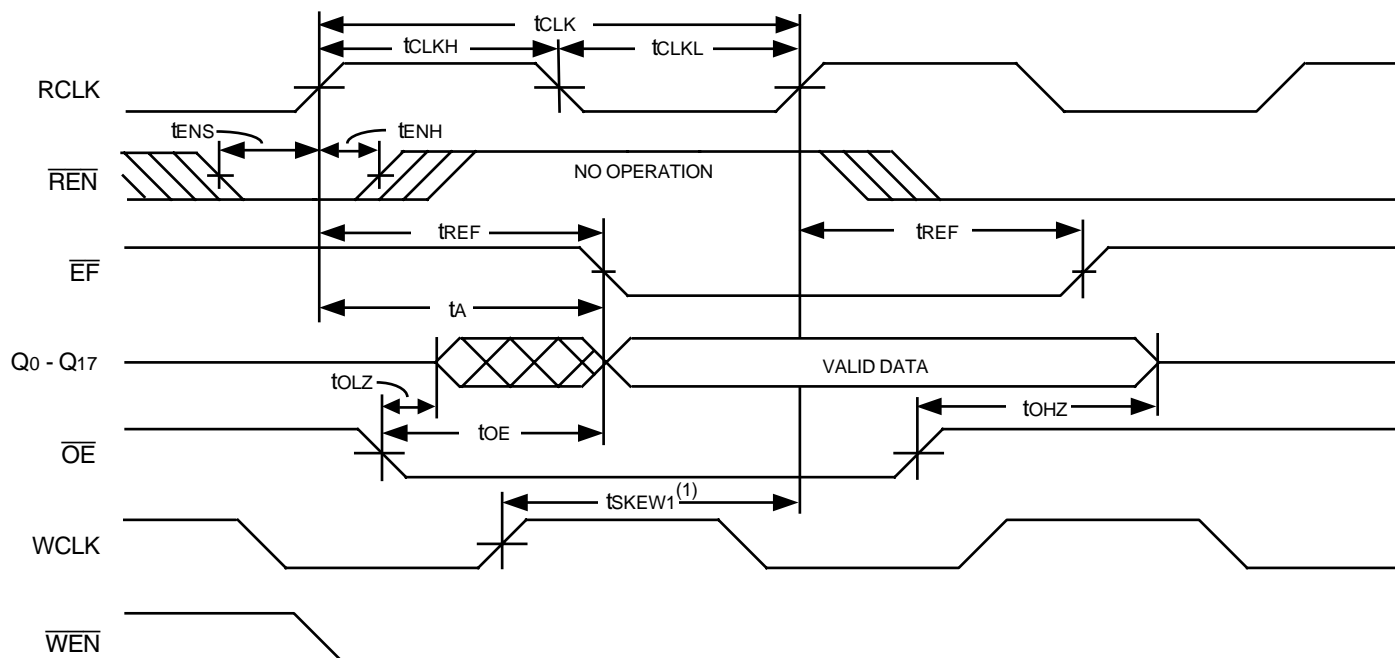 tCLK
tCLKH
tCLKL
RCLK
tENS
tENH
REN
NO OPERATION
tREF
tREF
EF
tA
Q0 - Q17
VALID DATA
tOLZ
tOHZ
tOE
OE
tSKEW1(1)
WCLK
WEN